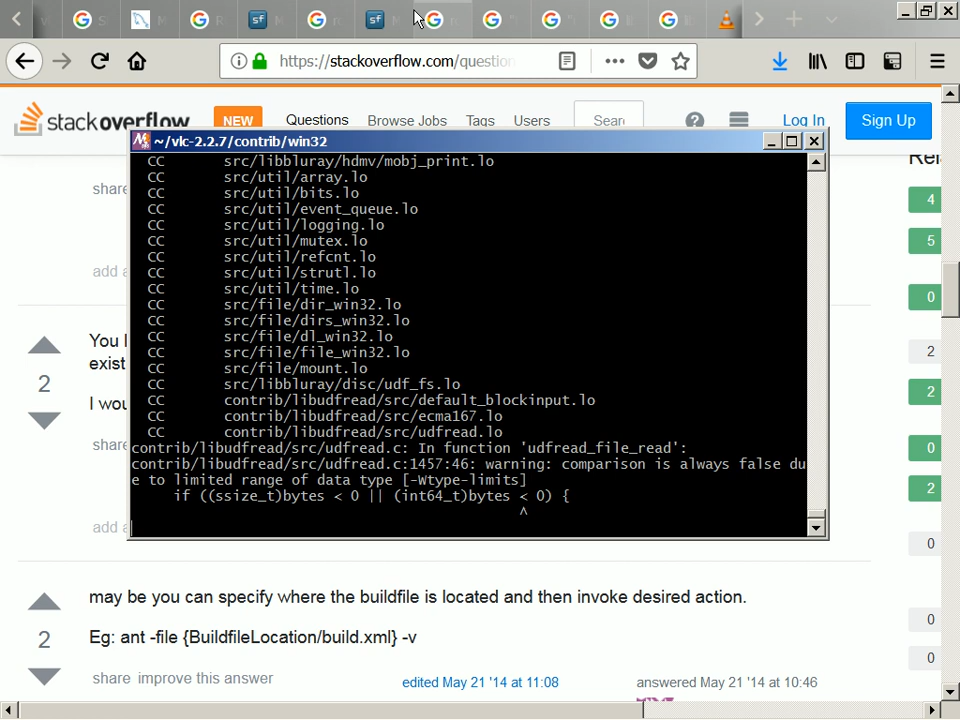 https://stackoverflow.com/question
stackoverflow
NEW
Questions
Browse Jobs
Tags
Users
Searc
Log In
Sign Up
~/vlc-2.2.7/contrib/win32
CC src/libbluray/hdmv/mobj_print.lo
CC src/util/array.lo
CC src/util/bits.lo
CC src/util/event_queue.lo
CC src/util/logging.lo
CC src/util/mutex.lo
CC src/util/refcnt.lo
CC src/util/strutl.lo
CC src/util/time.lo
CC src/file/dir_win32.lo
CC src/file/dirs_win32.lo
CC src/file/dl_win32.lo
CC src/file/file_win32.lo
CC src/file/mount.lo
CC src/libbluray/disc/udf_fs.lo
CC contrib/libudfread/src/default_blockinput.lo
CC contrib/libudfread/src/ecma167.lo
CC contrib/libudfread/src/udfread.lo
contrib/libudfread/src/udfread.c: In function 'udfread_file_read':
contrib/libudfread/src/udfread.c:1457:46: warning: comparison is always false du
e to limited range of data type [-Wtype-limits]
if ((ssize_t)bytes < 0 || (int64_t)bytes < 0) {
^
share
add a
2
You
exist
I wou
share
add
may be you can specify where the buildfile is located and then invoke desired action.
2
Eg: ant -file {BuildfileLocation/build.xml} -v
share improve this answer
edited May 21 '14 at 11:08
answered May 21 '14 at 10:46
4
5
0
2
2
0
2
0
0
0